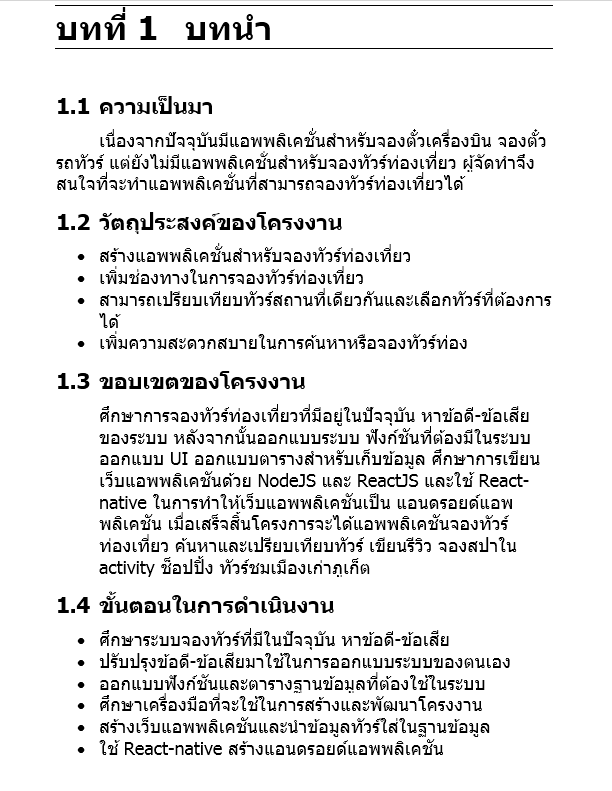 บทที่ 1 บทนำ
1.1 ความเป็นมา
เนื่องจากปัจจุบันมีแอพพลิเคชั่นสำหรับจองตั๋วเครื่องบิน จองตั๋ว
รถทัวร์ แต่ยังไม่มีแอพพลิเคชั่นสำหรับจองทัวร์ท่องเที่ยว ผู้จัดทำจึง
สนใจที่จะทำแอพพลิเคชั่นที่สามารถจองทัวร์ท่องเที่ยวได้
1.2 วัตถุประสงค์ของโครงงาน
• สร้างแอพพลิเคชั่นสำหรับจองทัวร์ท่องเที่ยว
• เพิ่มช่องทางในการจองทัวร์ท่องเที่ยว
• สามารถเปรียบเทียบทัวร์สถานที่เดียวกันและเลือกทัวร์ที่ต้องการ
ได้
• เพิ่มความสะดวกสบายในการค้นหาหรือจองทัวร์ท่อง
1.3 ขอบเขตของโครงงาน
ศึกษาการจองทัวร์ท่องเที่ยวที่มีอยู่ในปัจจุบัน หาข้อดี-ข้อเสีย
ของระบบ หลังจากนั้นออกแบบระบบ ฟังก์ชันที่ต้องมีในระบบ
ออกแบบ UI ออกแบบตารางสำหรับเก็บข้อมูล ศึกษาการเขียน
เว็บแอพพลิเคชันด้วย NodeJS และ ReactJS และใช้ React-
native ในการทำให้เว็บแอพพลิเคชันเป็น แอนดรอยด์แอพ
พลิเคชัน เมื่อเสร็จสิ้นโครงการจะได้แอพพลิเคชันจองทัวร์
ท่องเที่ยว ค้นหาและเปรียบเทียบทัวร์ เขียนรีวิว จองสปาใน
activity ช็อปปิ้ง ทัวร์ชมเมืองเก่าภูเก็ต
1.4 ขั้นตอนในการดำเนินงาน
• ศึกษาระบบจองทัวร์ที่มีในปัจจุบัน หาข้อดี-ข้อเสีย
• ปรับปรุงข้อดี-ข้อเสียมาใช้ในการออกแบบระบบของตนเอง
• ออกแบบฟังก์ชันและตารางฐานข้อมูลที่ต้องใช้ในระบบ
• ศึกษาเครื่องมือที่จะใช้ในการสร้างและพัฒนาโครงงาน
• สร้างเว็บแอพพลิเคชันและนำข้อมูลทัวร์ใส่ในฐานข้อมูล
• ใช้ React-native สร้างแอนดรอยด์แอพพลิเคชัน